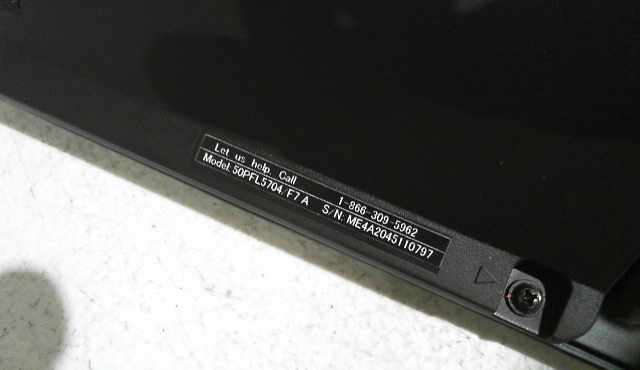 Let us help. Call 1-866-309-5962
Model: 50PFL5704/F7 A S/N: ME4A2045110797